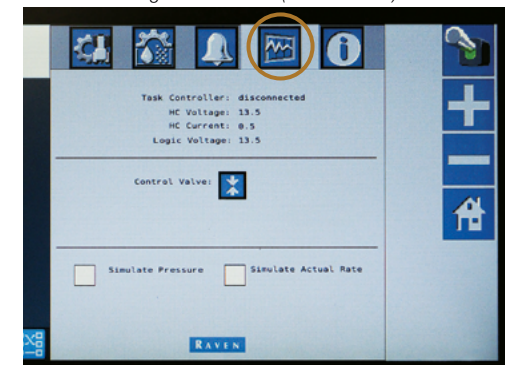 Task Controller: disconnected
HC Voltage: 13.5
HC Current: 0.5
Logic Voltage: 13.5
Control Valve:
Simulate Pressure Simulate Actual Rate
RAVEN